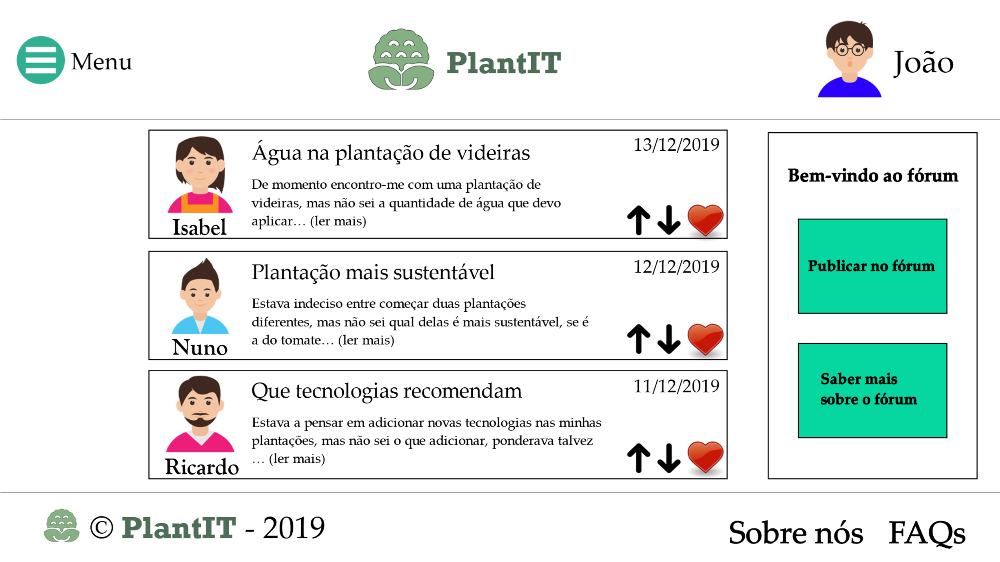 Menu
PlantIT
João
Água na plantação de videiras
13/12/2019
De momento encontro-me com uma plantação de
videiras, mas não sei a quantidade de água que devo
aplicar… (ler mais)
Isabel
Plantação mais sustentável
12/12/2019
Estava indeciso entre começar duas plantações
diferentes, mas não sei qual delas é mais sustentável, se é
a do tomate… (ler mais)
Nuno
Que tecnologias recomendam
11/12/2019
Estava a pensar em adicionar novas tecnologias nas minhas
plantações, mas não sei o que adicionar, ponderava talvez
… (ler mais)
Ricardo
Bem-vindo ao fórum
Publicar no fórum
Saber mais
sobre o fórum
© PlantIT - 2019
Sobre nós
FAQs